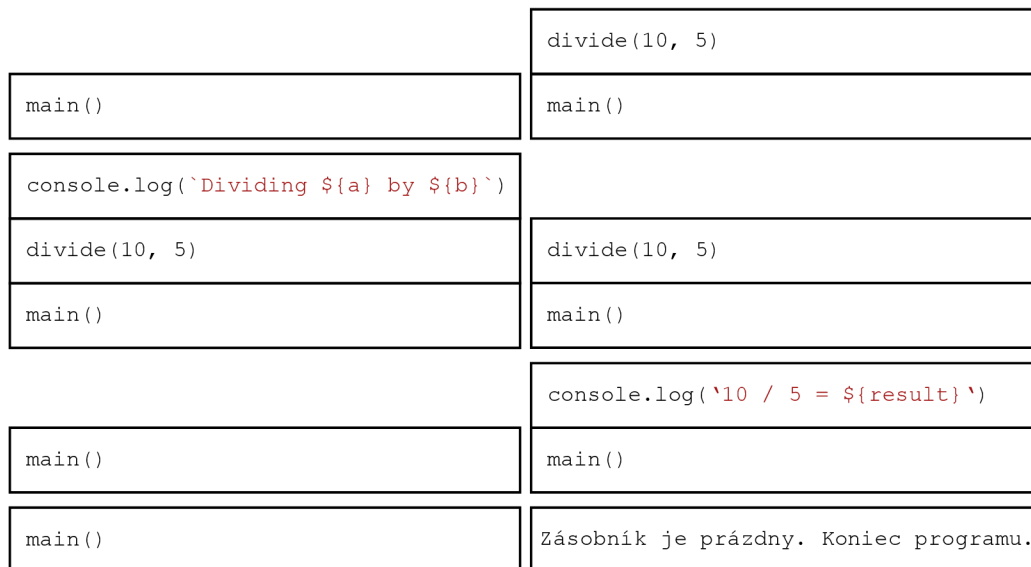 divide(10, 5)
main()
main()
console.log(`Dividing ${a} by ${b}`)
divide(10, 5)
divide(10, 5)
main()
main()
console.log(‘10 / 5 = ${result}‘)
main()
main()
main()
Zásobník je prázdny. Koniec programu.